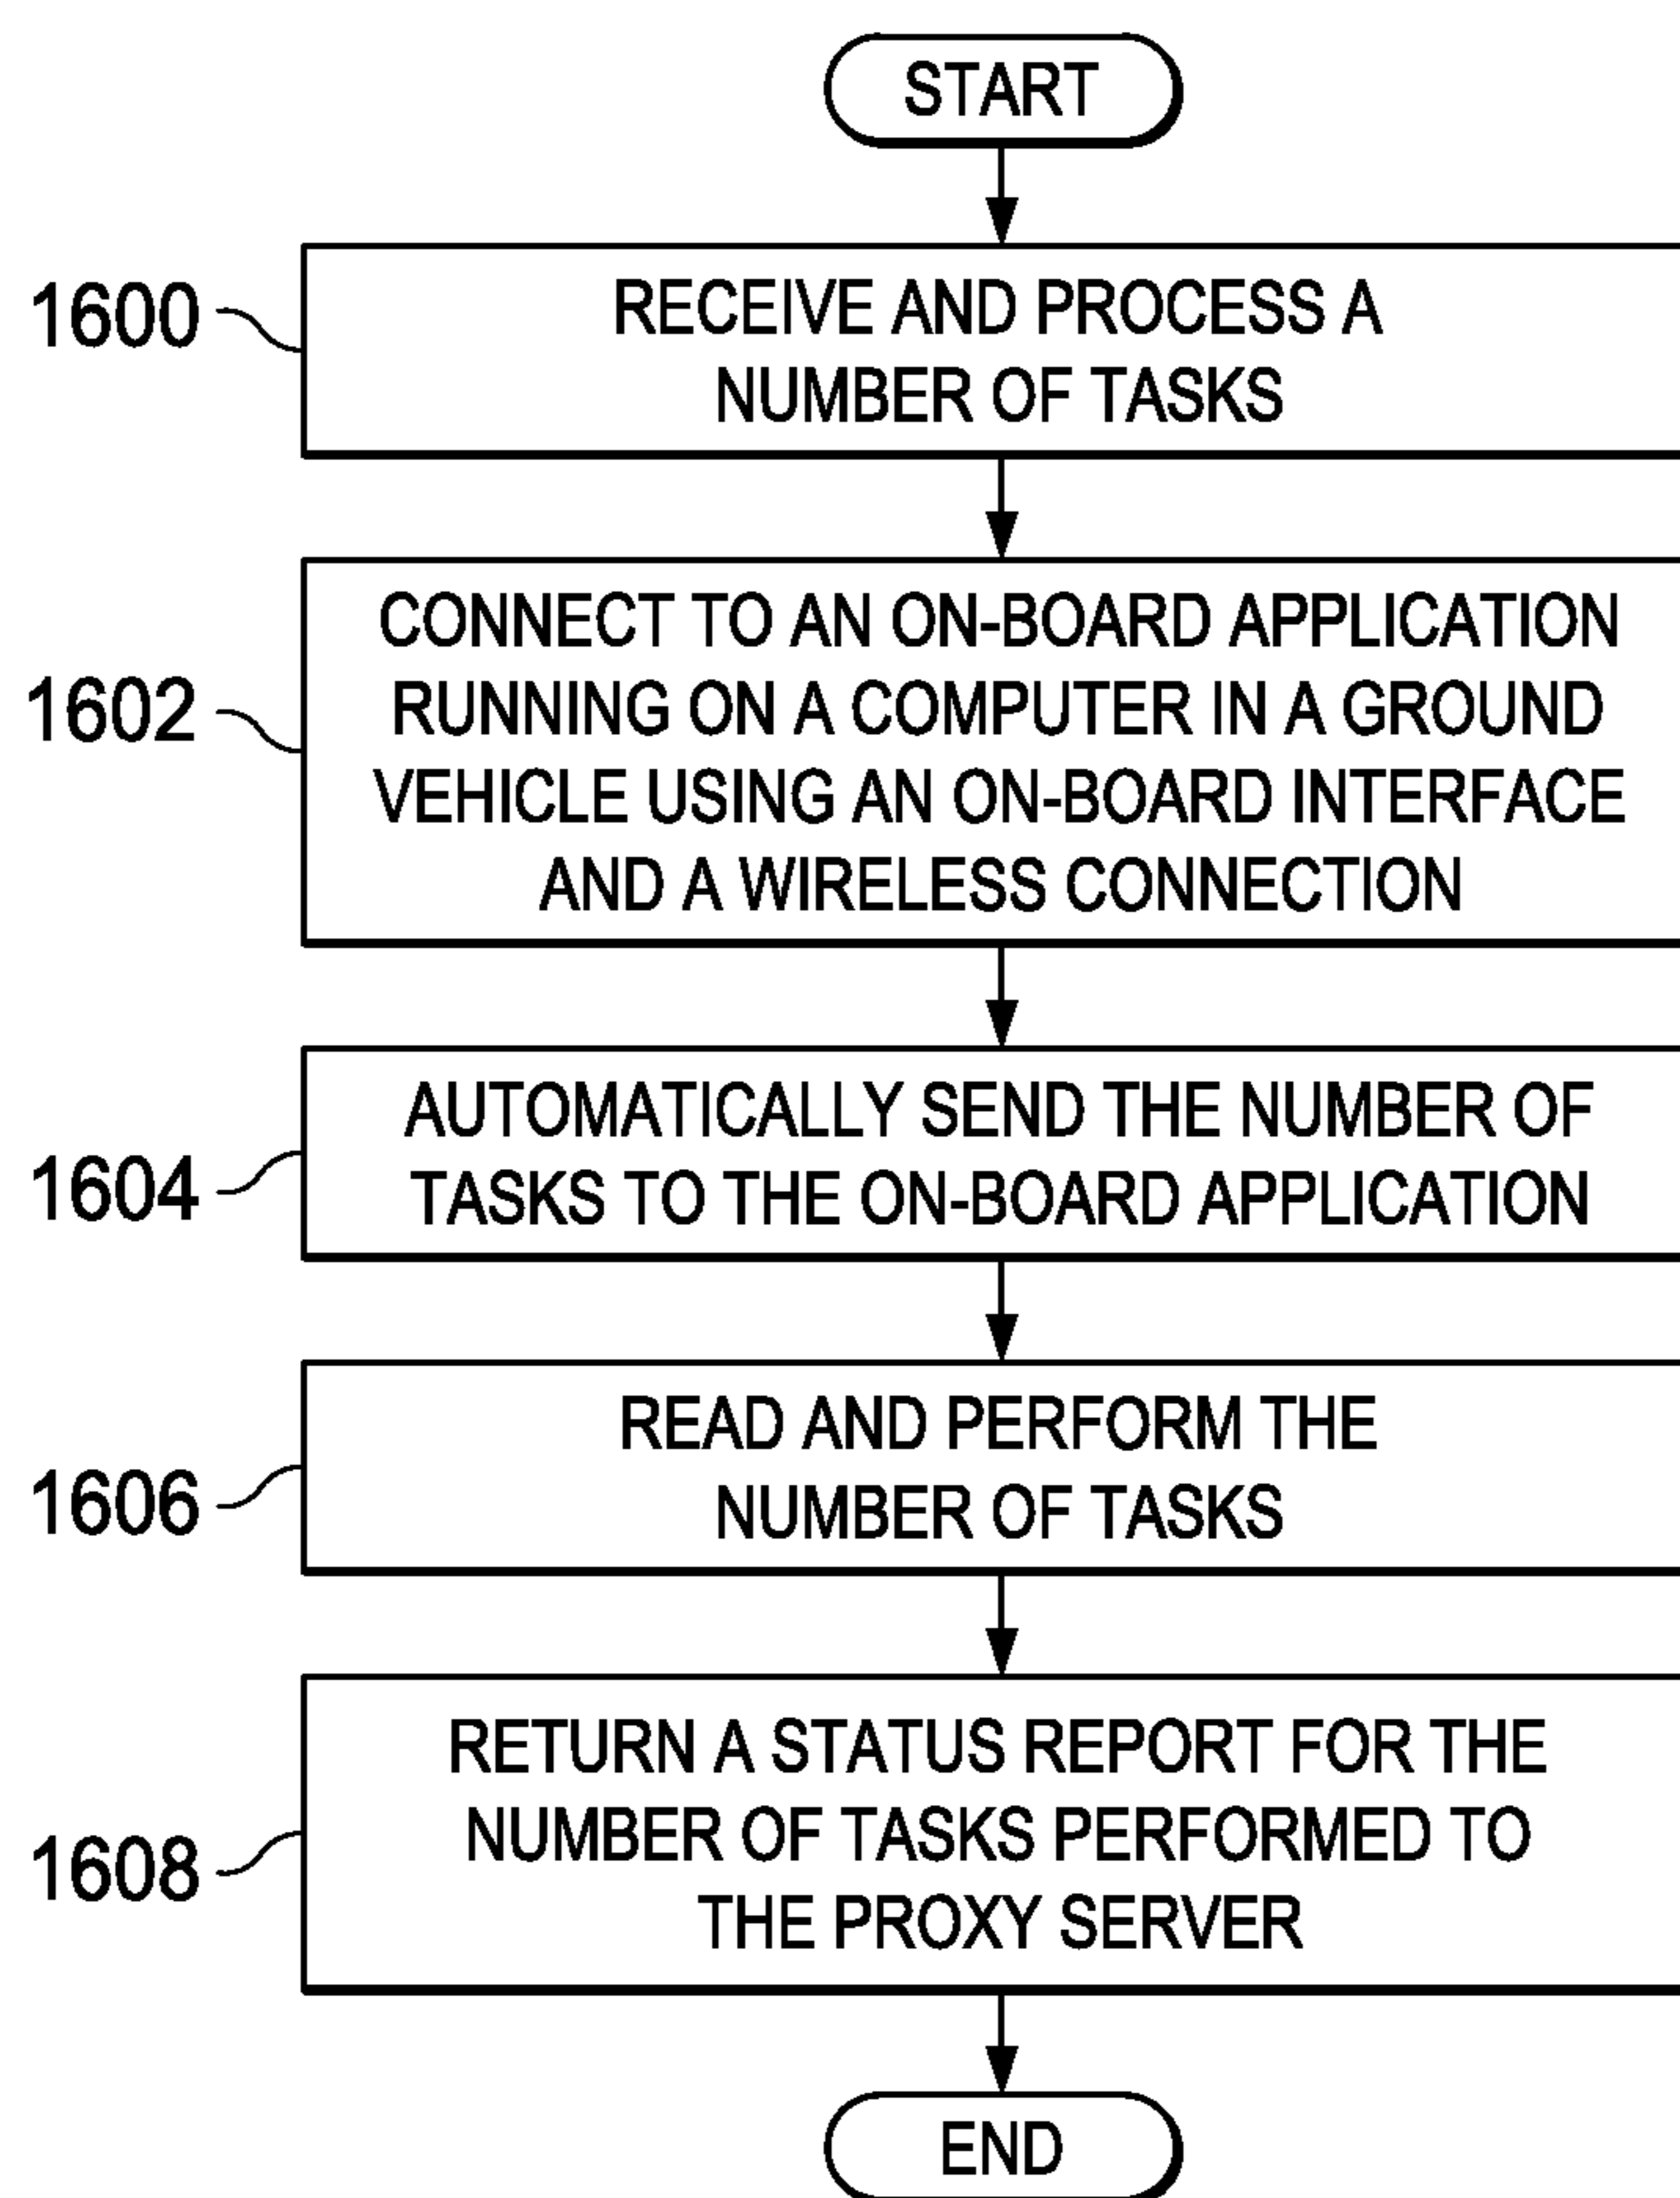 START
1600
RECEIVE AND PROCESS A
NUMBER OF TASKS
1602
CONNECT TO AN ON-BOARD APPLICATION
RUNNING ON A COMPUTER IN A GROUND
VEHICLE USING AN ON-BOARD INTERFACE
AND A WIRELESS CONNECTION
1604
AUTOMATICALLY SEND THE NUMBER OF
TASKS TO THE ON-BOARD APPLICATION
1606
READ AND PERFORM THE
NUMBER OF TASKS
1608
RETURN A STATUS REPORT FOR THE
NUMBER OF TASKS PERFORMED TO
THE PROXY SERVER
END